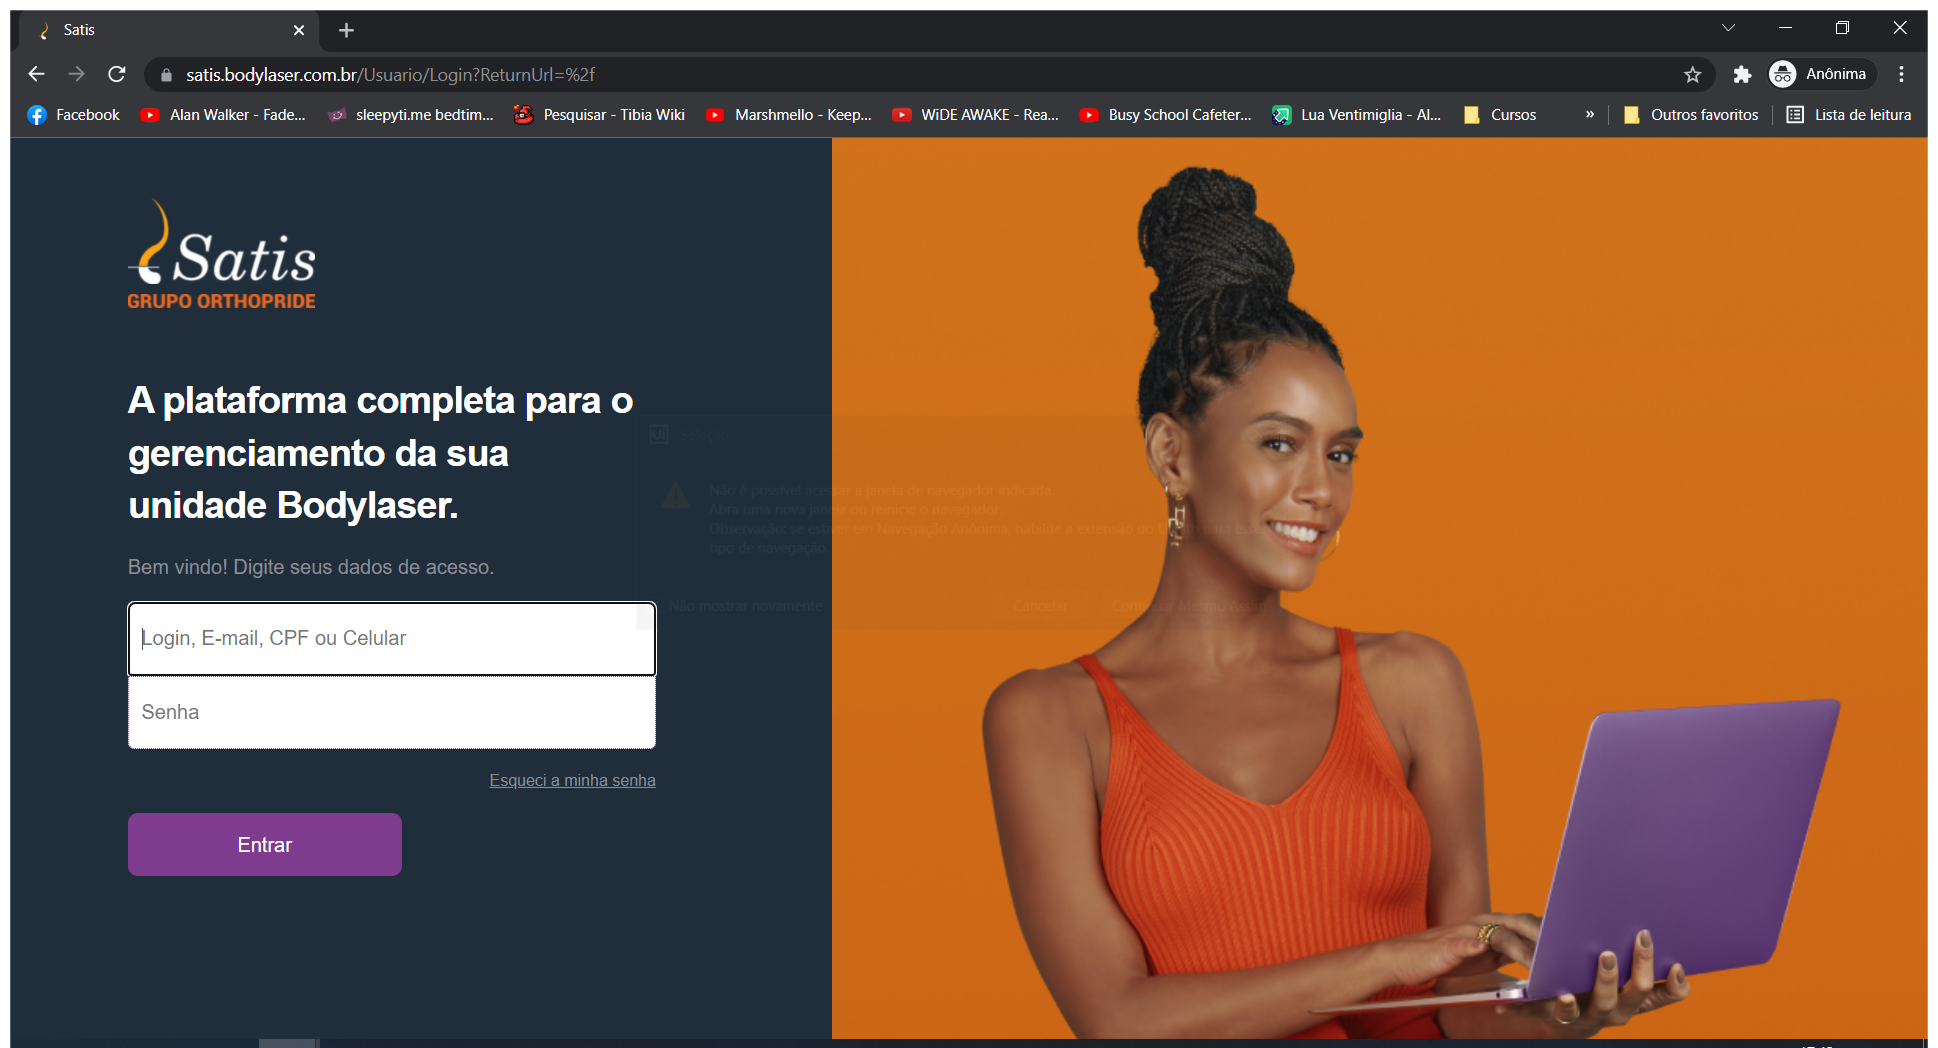 Satis
satis.bodylaser.com.br/Usuario/Login?ReturnUrl=%2f
Anônima
Facebook
Alan Walker - Fade...
sleepyti.me bedtim...
Pesquisar - Tibia Wiki
Marshmello - Keep...
WiDE AWAKE - Rea...
Busy School Cafeter...
Lua Ventimiglia - Al...
Cursos
»
Outros favoritos
Lista de leitura
Satis
GRUPO ORTHOPRIDE
A plataforma completa para o
gerenciamento da sua
unidade Bodylaser.
Ui Seleção
Não é possível acessar a janela de navegador indicada.
Abra uma nova janela ou reinicie o navegador.
Observação: se estiver em Navegação Anônima, habilite a extensão do
tipo de navegação.
Não mostrar novamente
Cancelar
Continuar Mesmo Assim
Bem vindo! Digite seus dados de acesso.
Login, E-mail, CPF ou Celular
Senha
Esqueci a minha senha
Entrar